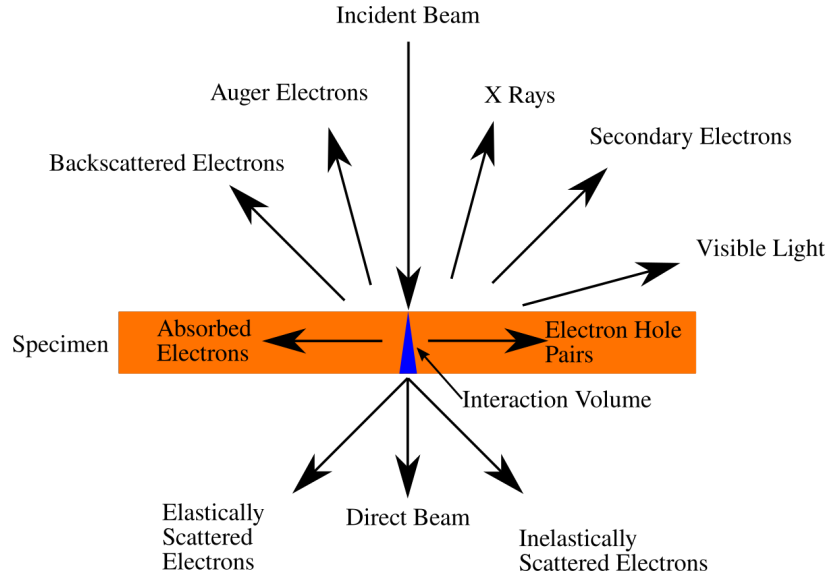 Incident Beam
Auger Electrons
X Rays
Secondary Electrons
Backscattered Electrons
Visible Light
Specimen
Absorbed
Electrons
Electron Hole
Pairs
Interaction Volume
Elastically
Scattered
Electrons
Direct Beam
Inelastically
Scattered Electrons